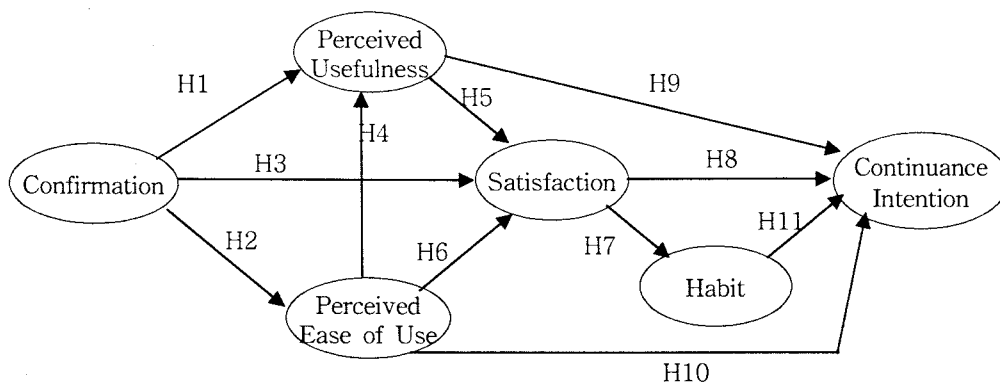 Perceived
Usefulness
H1
H9
H5
H4
H3
H8
Confirmation
Satisfaction
Continuance
Intention
H2
H6
H7
H11
Perceived
Ease of Use
Habit
H10